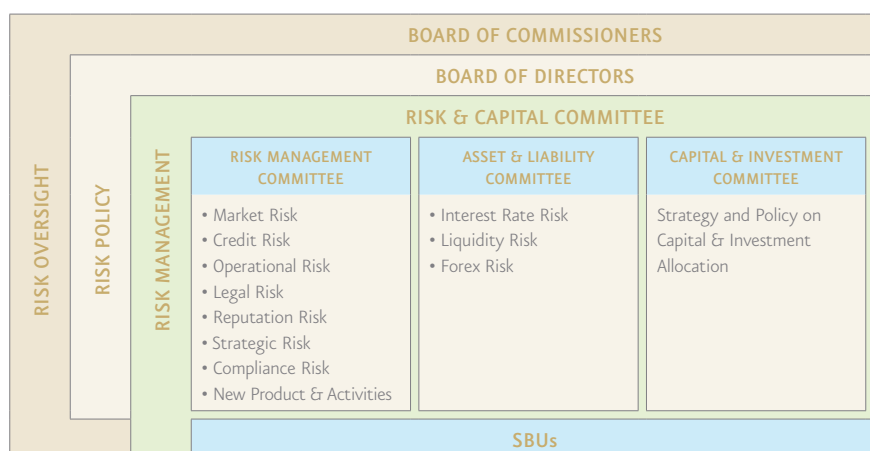 BOARD OF COMMISSIONERS
BOARD OF DIRECTORS
RISK & CAPITAL COMMITTEE
RISK OVERSIGHT
RISK POLICY
RISK MANAGEMENT
RISK MANAGEMENT
COMMITTEE
• Market Risk
• Credit Risk
• Operational Risk
• Legal Risk
• Reputation Risk
• Strategic Risk
• Compliance Risk
• New Product & Activities
ASSET & LIABILITY
COMMITTEE
• Interest Rate Risk
• Liquidity Risk
• Forex Risk
CAPITAL & INVESTMENT
COMMITTEE
Strategy and Policy on
Capital & Investment
Allocation
SBUs